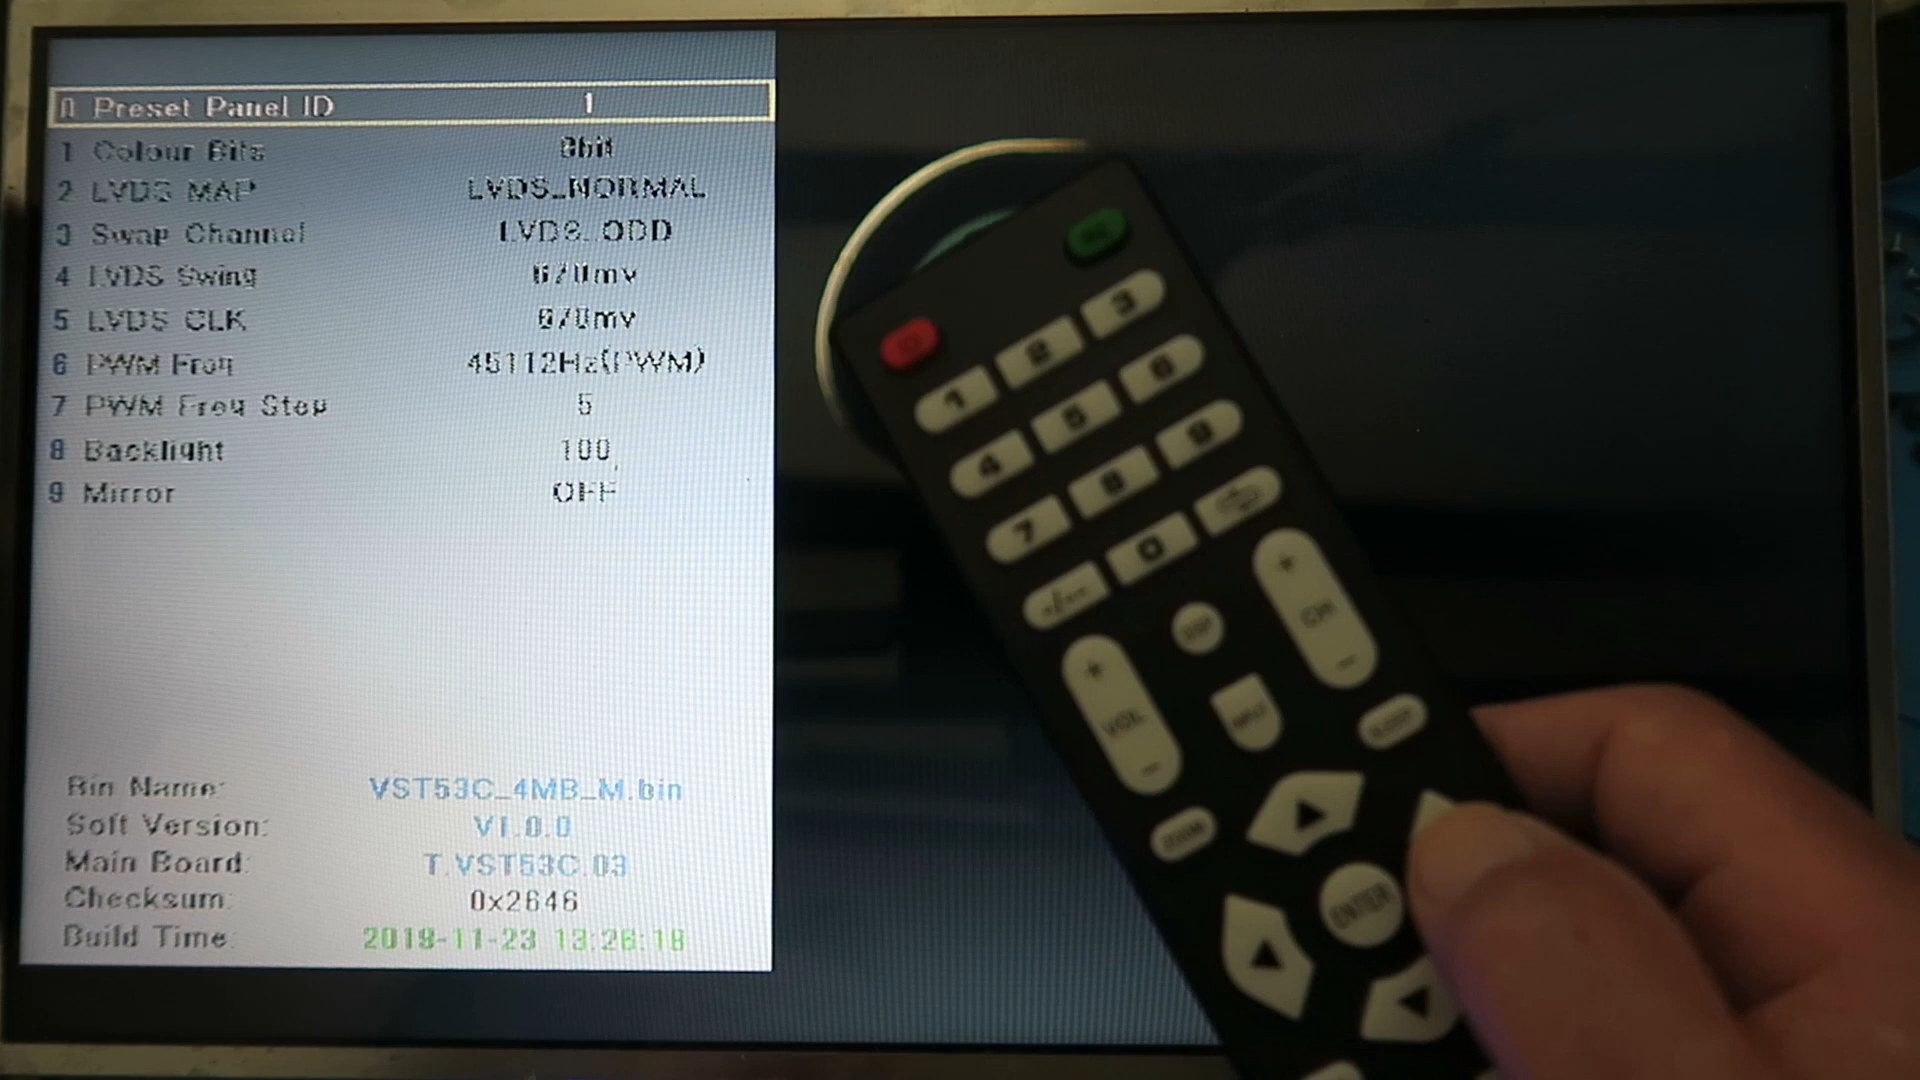 0 Preset Panel ID 1
1 Colour Bits 8bit
2 LVDS MAP LVDS_NORMAL
3 Swap Channel LVDS_ODD
4 LVDS Swing 670mv
5 LVDS CLK 670mv
6 PWM Freq 45112Hz(PWM)
7 PWM Freq Step 5
8 Backlight 100
9 Mirror OFF
Bin Name: VST53C_4MB_M.bin
Soft Version: V1.0.0
Main Board: T.VST53C.03
Checksum: 0x2646
Build Time: 2018-11-23 13:26:18
1 2 3
4 5 6
7 8 9
-/-- 0
+ VOL -
+ CH -
SLEEP
ZOOM
ENTER